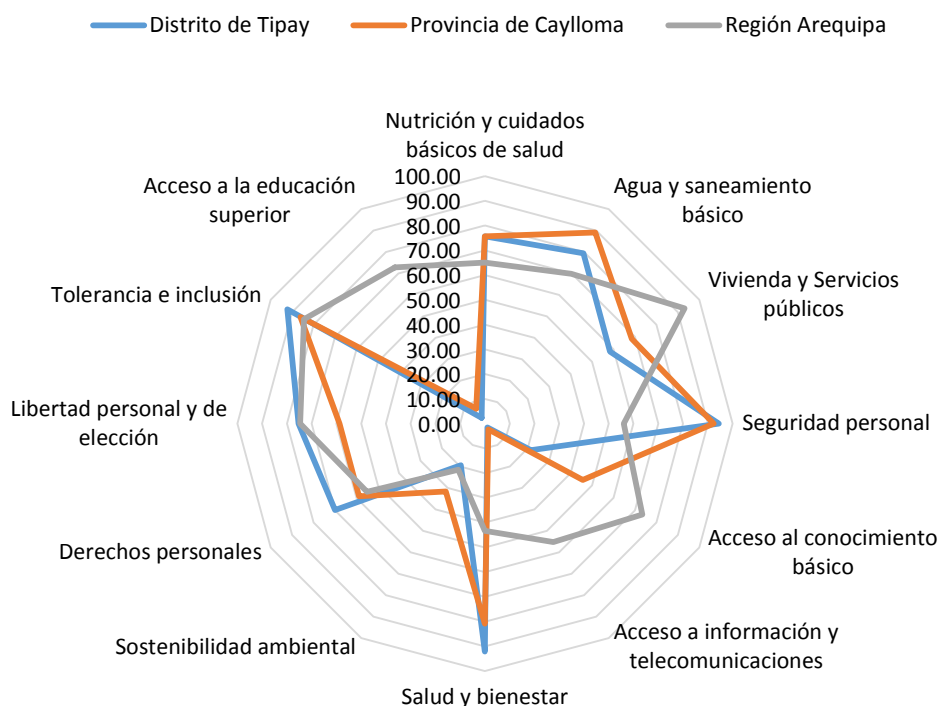 Distrito de Tipay
Provincia de Caylloma
Región Arequipa
Nutrición y cuidados
básicos de salud
Agua y saneamiento
básico
Vivienda y Servicios
públicos
Seguridad personal
Acceso al conocimiento
básico
Acceso a información y
telecomunicaciones
Salud y bienestar
Sostenibilidad ambiental
Derechos personales
Libertad personal y de
elección
Tolerancia e inclusión
Acceso a la educación
superior
100.00
90.00
80.00
70.00
60.00
50.00
40.00
30.00
20.00
10.00
0.00